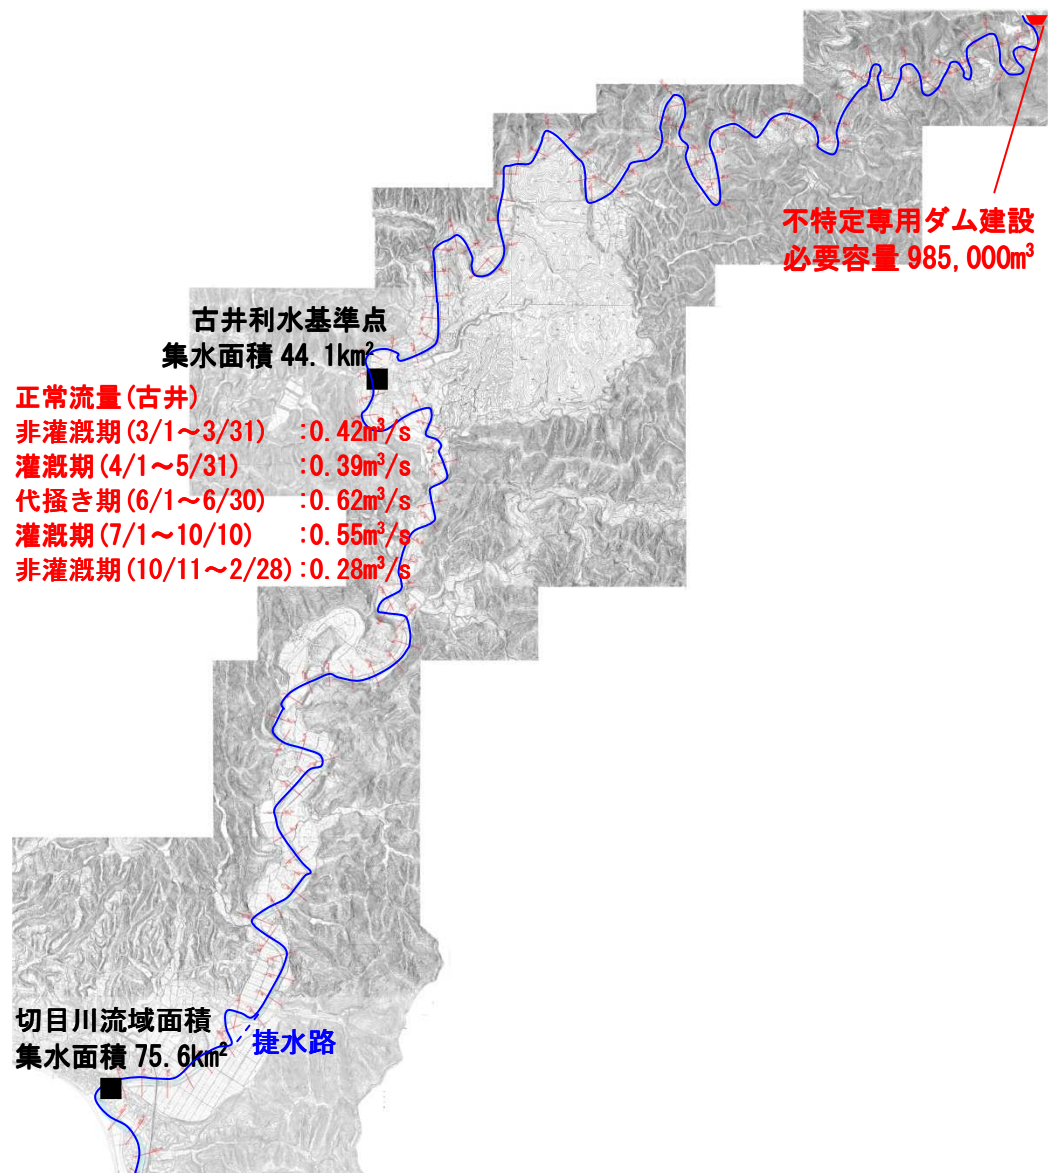 不特定専用ダム建設
必要容量 985,000m³
古井利水基準点
集水面積 44.1km²
正常流量(古井)
非灌漑期(3/1～3/31) :0.42m³/s
灌漑期(4/1～5/31) :0.39m³/s
代掻き期(6/1～6/30) :0.62m³/s
灌漑期(7/1～10/10) :0.55m³/s
非灌漑期(10/11～2/28):0.28m³/s
切目川流域面積
集水面積 75.6km²
捷水路